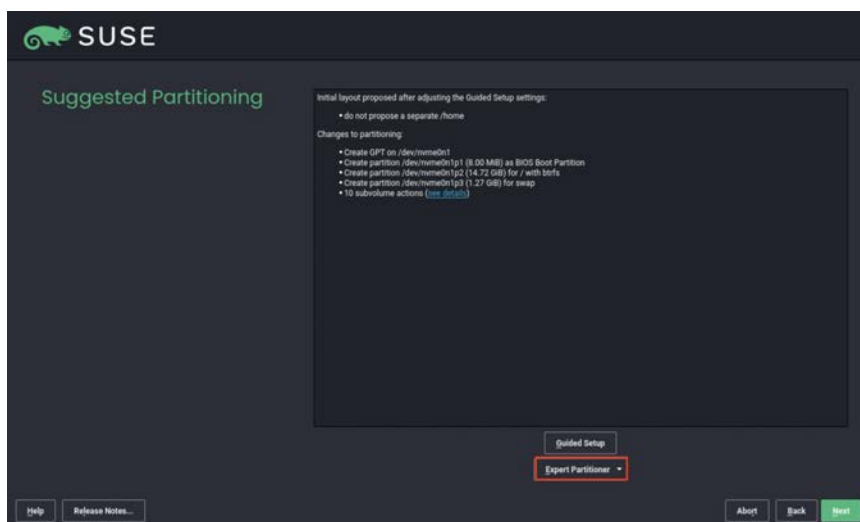 SUSE
Suggested Partitioning
Initial layout proposed after adjusting the Guided Setup settings:
• do not propose a separate /home
Changes to partitioning:
• Create GPT on /dev/nvme0n1
• Create partition /dev/nvme0n1p1 (8.00 MiB) as BIOS Boot Partition
• Create partition /dev/nvme0n1p2 (14.72 GiB) for / with btrfs
• Create partition /dev/nvme0n1p3 (1.27 GiB) for swap
• 10 subvolume actions (see details)
Guided Setup
Expert Partitioner
Help Release Notes... Abort Back Next